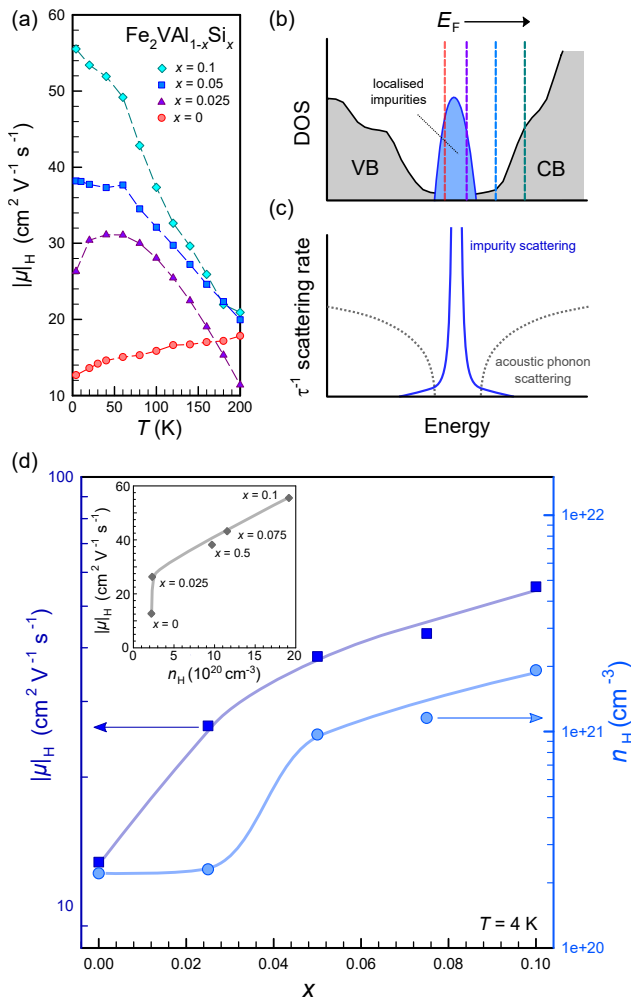 (a)
Fe₂VAl₁₋ₓSiₓ
x = 0.1
x = 0.05
x = 0.025
x = 0
60
50
40
30
20
10
|μ|H (cm² V⁻¹ s⁻¹)
0
50
100
150
200
T (K)
(b)
EF
localised
impurities
DOS
VB
CB
(c)
impurity scattering
acoustic phonon
scattering
τ⁻¹ scattering rate
Energy
(d)
100
10
|μ|H (cm² V⁻¹ s⁻¹)
60
40
20
0
|μ|H (cm² V⁻¹ s⁻¹)
x = 0.1
x = 0.075
x = 0.5
x = 0.025
x = 0
0
5
10
15
20
nH (10²⁰ cm⁻³)
1e+22
1e+21
1e+20
nH (cm⁻³)
T = 4 K
0.00
0.02
0.04
0.06
0.08
0.10
x